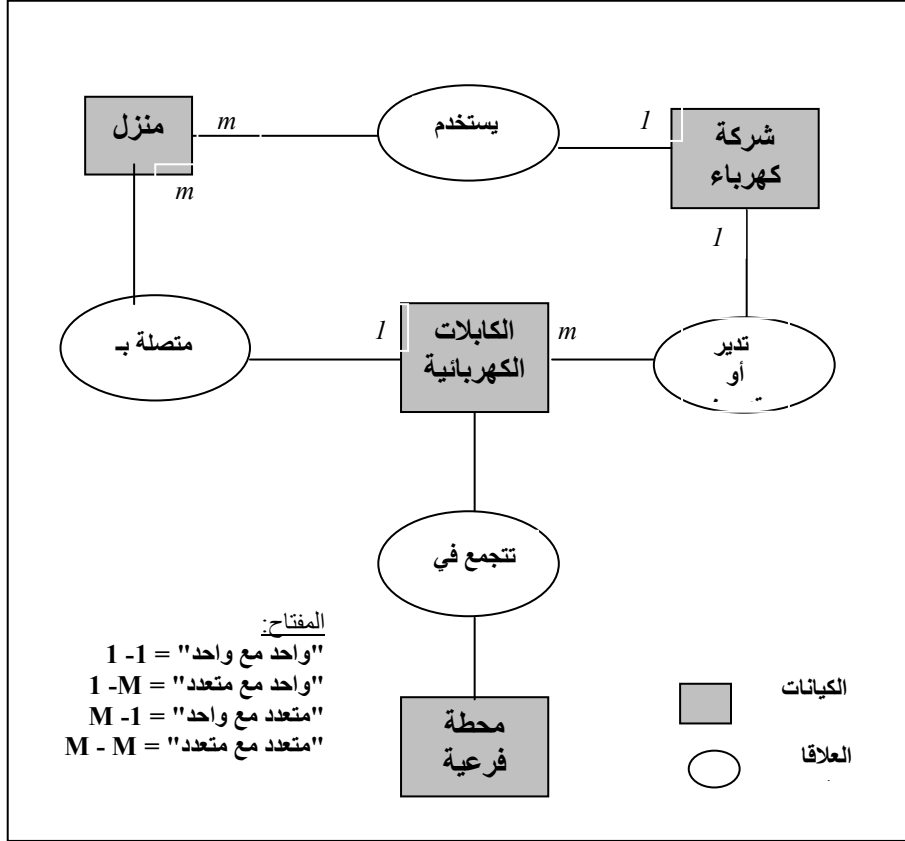 منزل
m
يستخدم
1
شركة
كهرباء
m
1
متصلة بـ
1
الكابلات
الكهربائية
m
تدير
أو
تتجمع في
المفتاح:
"واحد مع واحد" = 1- 1
"واحد مع متعدد" = 1 -M
"متعدد مع واحد" = M -1
"متعدد مع متعدد" = M - M
محطة
فرعية
الكيانات
العلاقا